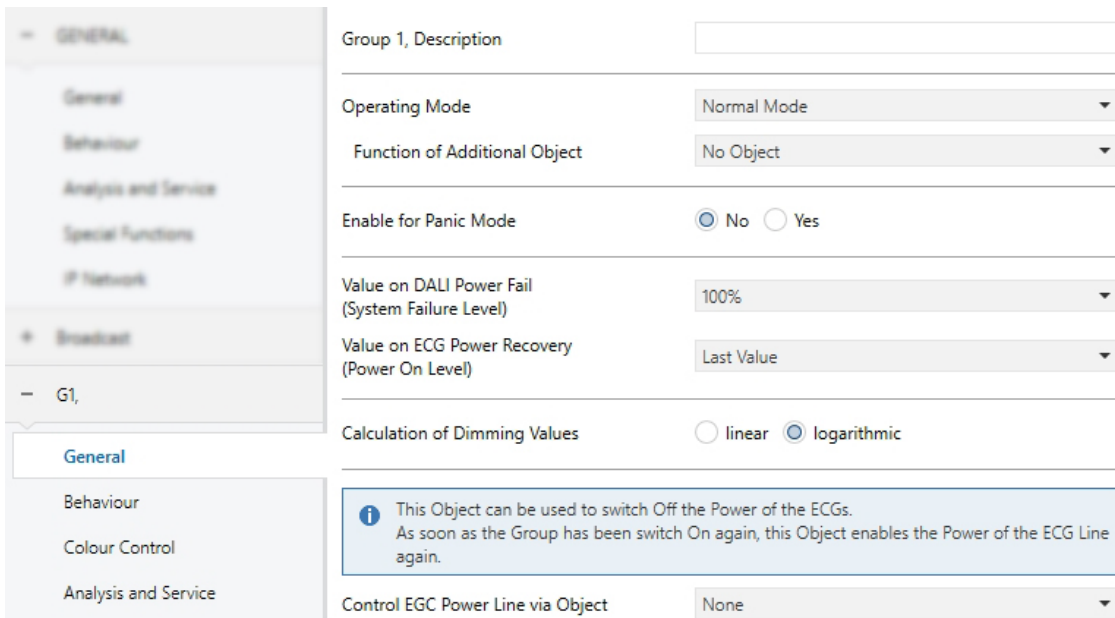 GENERAL
General
Behaviour
Analysis and Service
Special Functions
IP Network
Broadcast
G1,
General
Behaviour
Colour Control
Analysis and Service
Group 1, Description
Operating Mode
Normal Mode
Function of Additional Object
No Object
Enable for Panic Mode
No
Yes
Value on DALI Power Fail
(System Failure Level)
100%
Value on ECG Power Recovery
(Power On Level)
Last Value
Calculation of Dimming Values
linear
logarithmic
This Object can be used to switch Off the Power of the ECGs.
As soon as the Group has been switch On again, this Object enables the Power of the ECG Line
again.
Control EGC Power Line via Object
None